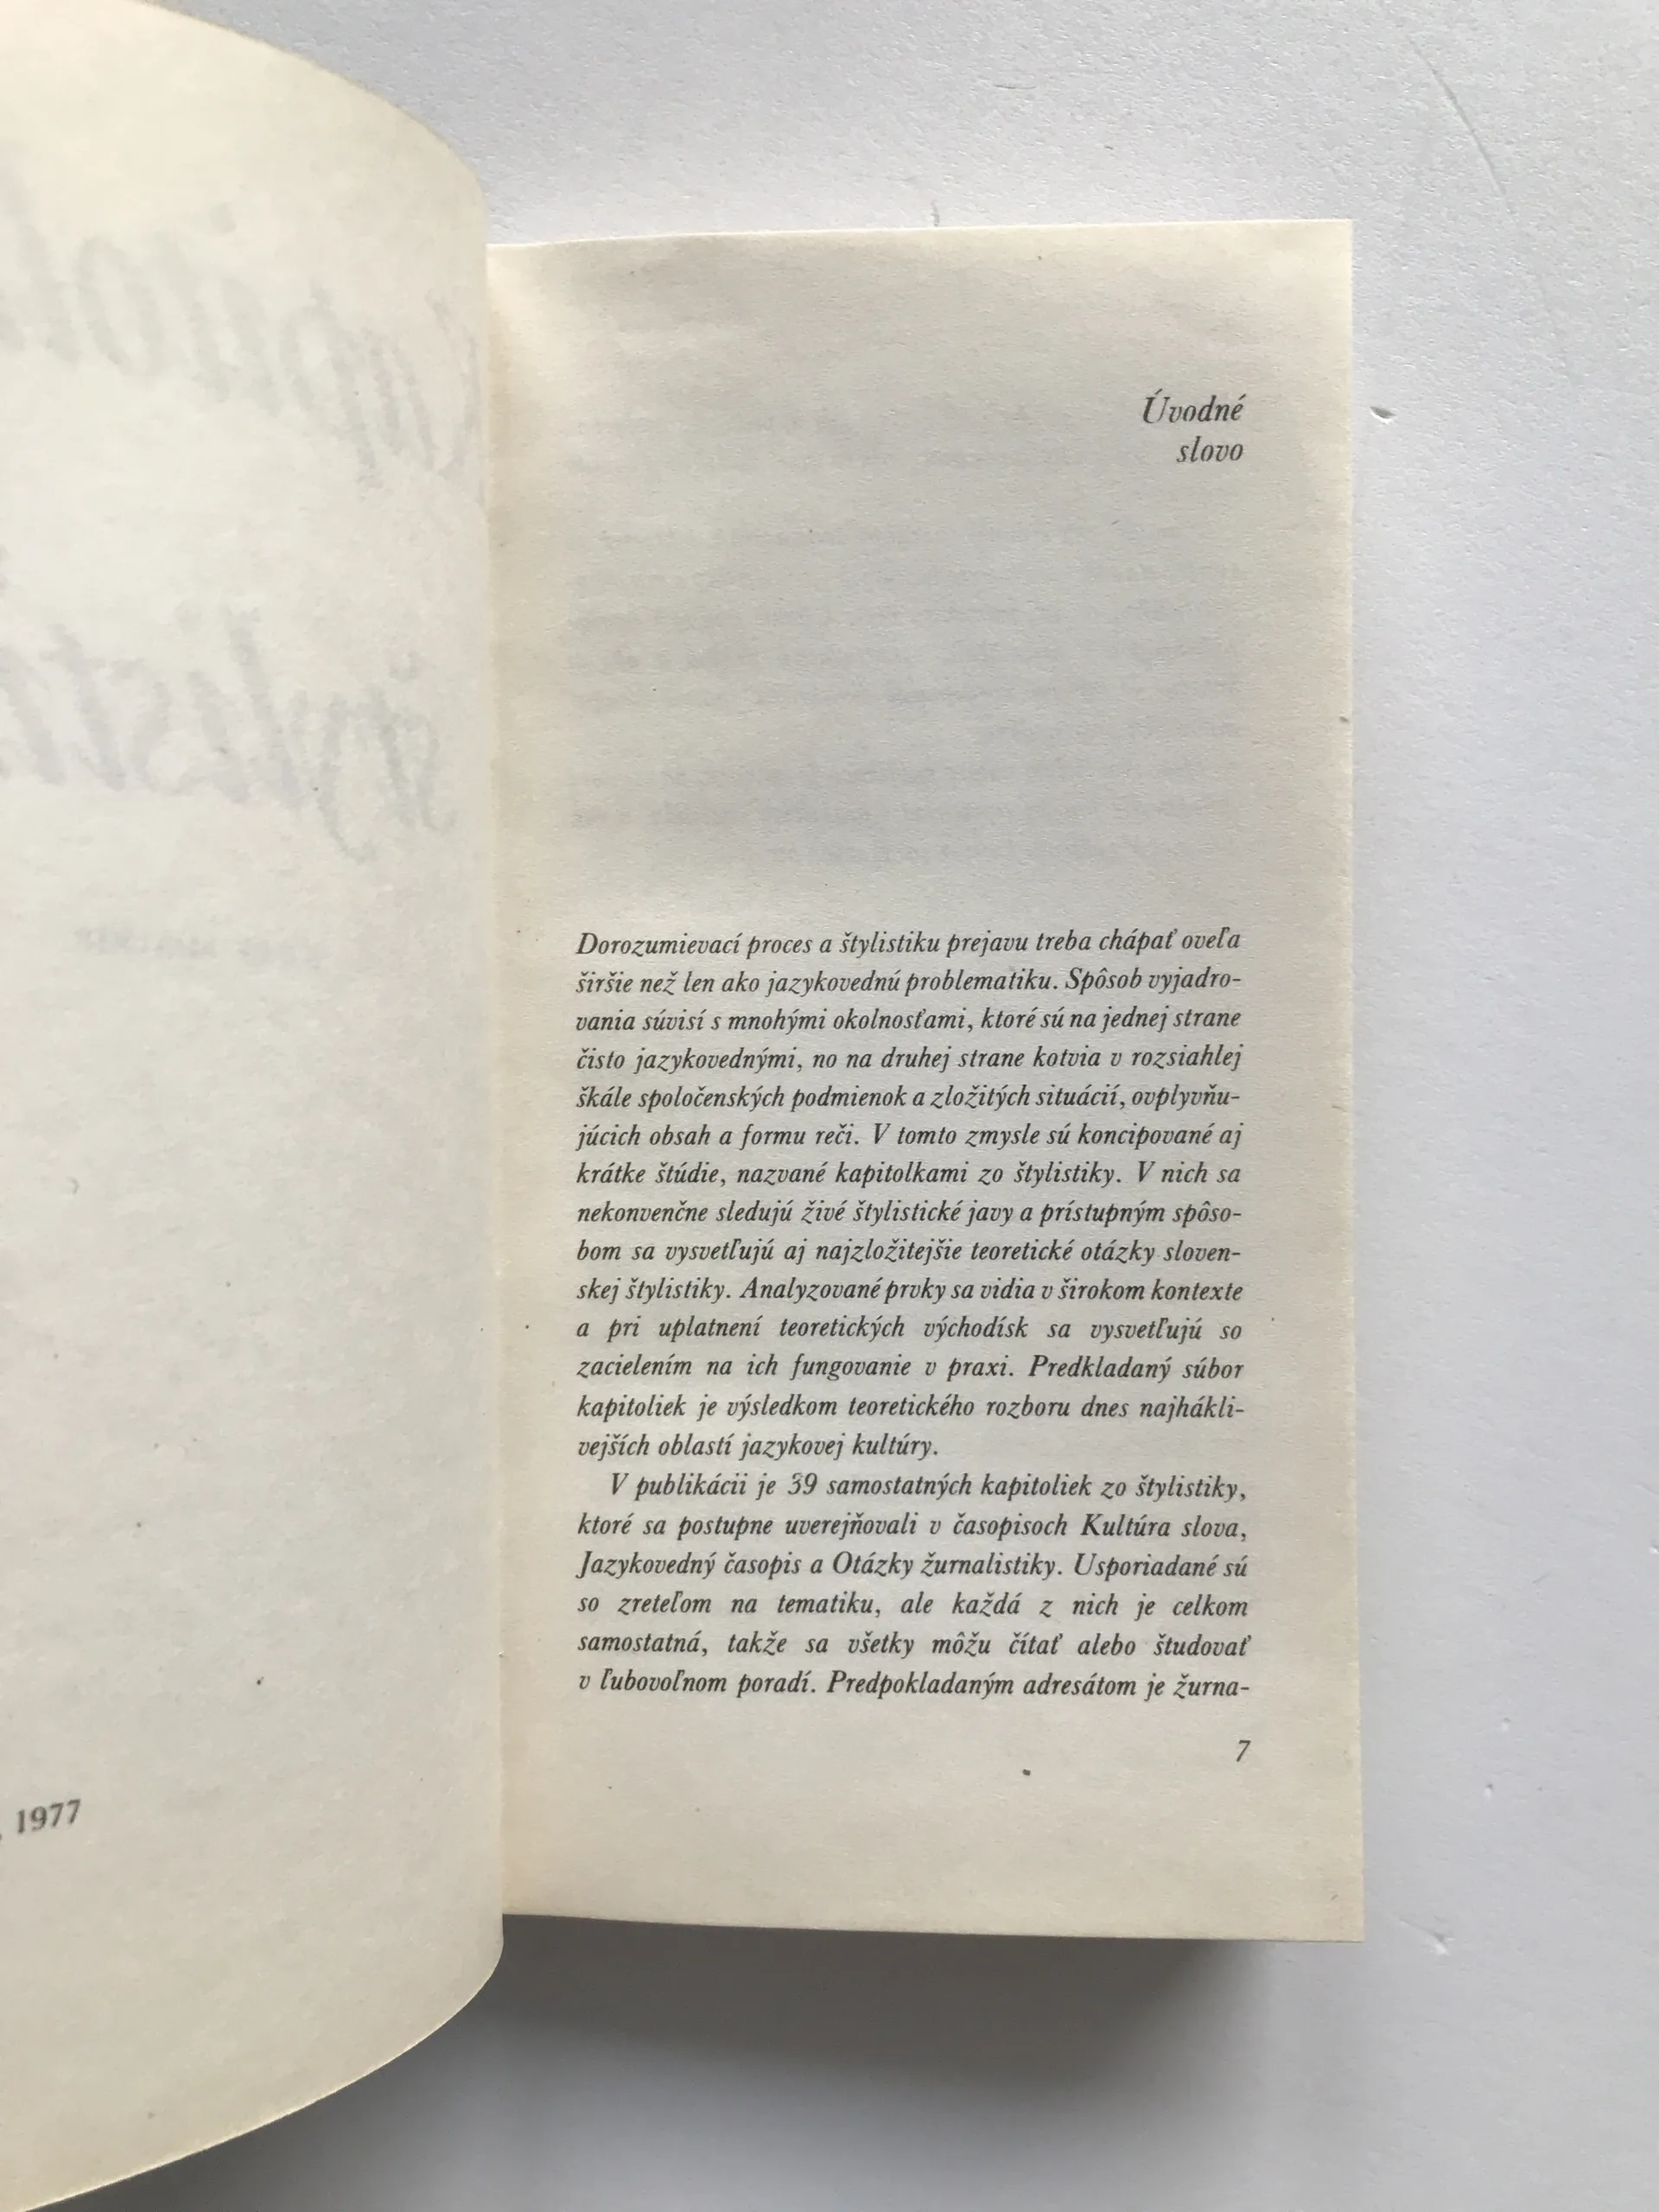 1977
Úvodné
slovo
Dorozumievací proces a štylistiku prejavu treba chápať oveľa
širšie než len ako jazykovednú problematiku. Spôsob vyjadro-
vania súvisí s mnohými okolnosťami, ktoré sú na jednej strane
čisto jazykovednými, no na druhej strane kotvia v rozsiahlej
škále spoločenských podmienok a zložitých situácií, ovplyvňu-
júcich obsah a formu reči. V tomto zmysle sú koncipované aj
krátke štúdie, nazvané kapitolkami zo štylistiky. V nich sa
nekonvenčne sledujú živé štylistické javy a prístupným spôso-
bom sa vysvetľujú aj najzložitejšie teoretické otázky sloven-
skej štylistiky. Analyzované prvky sa vidia v širokom kontexte
a pri uplatnení teoretických východísk sa vysvetľujú so
zacielením na ich fungovanie v praxi. Predkladaný súbor
kapitoliek je výsledkom teoretického rozboru dnes najhákli-
vejších oblastí jazykovej kultúry.
V publikácii je 39 samostatných kapitoliek zo štylistiky,
ktoré sa postupne uverejňovali v časopisoch Kultúra slova,
Jazykovedný časopis a Otázky žurnalistiky. Usporiadané sú
so zreteľom na tematiku, ale každá z nich je celkom
samostatná, takže sa všetky môžu čítať alebo študovať
v ľubovoľnom poradí. Predpokladaným adresátom je žurna-
7